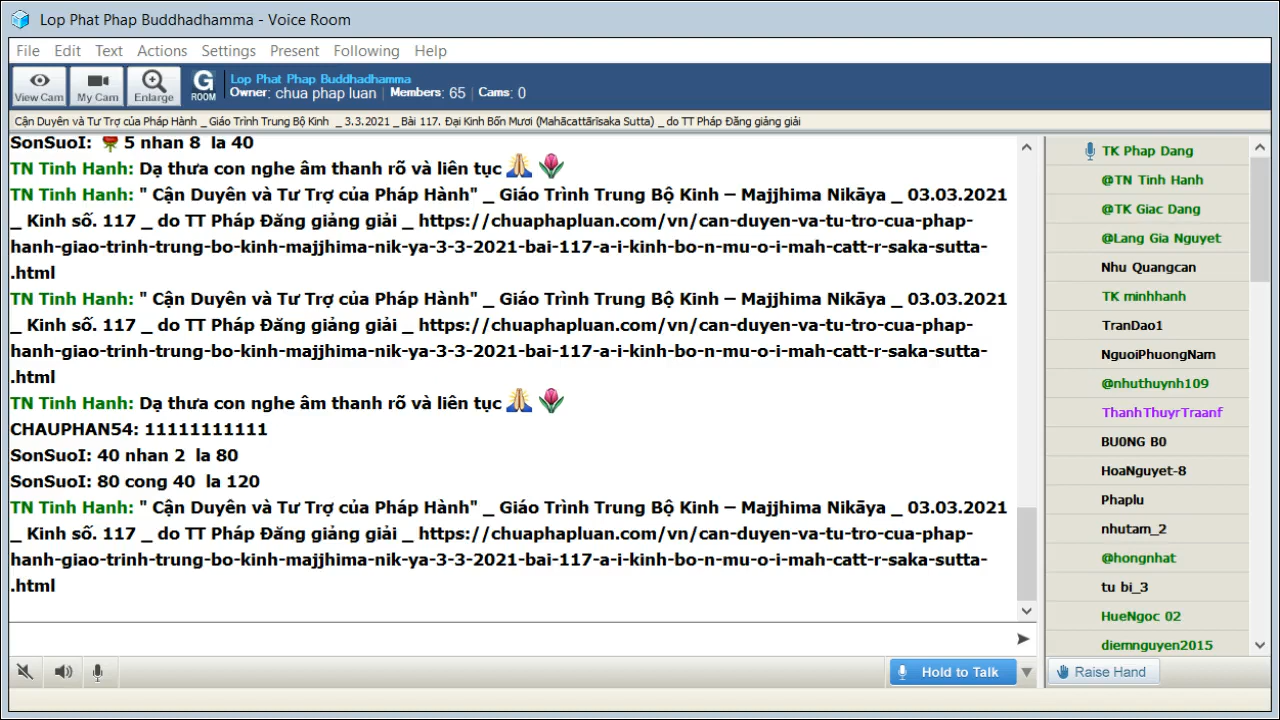 Lop Phat Phap Buddhadhamma - Voice Room
File Edit Text Actions Settings Present Following Help
View Cam My Cam Enlarge G ROOM
Lop Phat Phap Buddhadhamma
Owner: chua phap luan Members: 65 Cams: 0
Cận Duyên và Tư Trợ của Pháp Hành _ Giáo Trình Trung Bộ Kinh _ 3.3.2021 _ Bài 117. Đại Kinh Bốn Mươi (Mahācattārīsaka Sutta) _ do TT Pháp Đăng giảng giải
SonSuoI: 5 nhan 8 la 40
TN Tinh Hanh: Dạ thưa con nghe âm thanh rõ và liên tục
TN Tinh Hanh: " Cận Duyên và Tư Trợ của Pháp Hành" _ Giáo Trình Trung Bộ Kinh – Majjhima Nikāya _ 03.03.2021
_ Kinh số. 117 _ do TT Pháp Đăng giảng giải _ https://chuaphapluan.com/vn/can-duyen-va-tu-tro-cua-phap-
hanh-giao-trinh-trung-bo-kinh-majjhima-nik-ya-3-3-2021-bai-117-a-i-kinh-bo-n-mu-o-i-mah-catt-r-saka-sutta-
.html
TN Tinh Hanh: " Cận Duyên và Tư Trợ của Pháp Hành" _ Giáo Trình Trung Bộ Kinh – Majjhima Nikāya _ 03.03.2021
_ Kinh số. 117 _ do TT Pháp Đăng giảng giải _ https://chuaphapluan.com/vn/can-duyen-va-tu-tro-cua-phap-
hanh-giao-trinh-trung-bo-kinh-majjhima-nik-ya-3-3-2021-bai-117-a-i-kinh-bo-n-mu-o-i-mah-catt-r-saka-sutta-
.html
TN Tinh Hanh: Dạ thưa con nghe âm thanh rõ và liên tục
CHAUPHAN54: 11111111111
SonSuoI: 40 nhan 2 la 80
SonSuoI: 80 cong 40 la 120
TN Tinh Hanh: " Cận Duyên và Tư Trợ của Pháp Hành" _ Giáo Trình Trung Bộ Kinh – Majjhima Nikāya _ 03.03.2021
_ Kinh số. 117 _ do TT Pháp Đăng giảng giải _ https://chuaphapluan.com/vn/can-duyen-va-tu-tro-cua-phap-
hanh-giao-trinh-trung-bo-kinh-majjhima-nik-ya-3-3-2021-bai-117-a-i-kinh-bo-n-mu-o-i-mah-catt-r-saka-sutta-
.html
TK Phap Dang
@TN Tinh Hanh
@TK Giac Dang
@Lang Gia Nguyet
Nhu Quangcan
TK minhhanh
TranDao1
NguoiPhuongNam
@nhuthuynh109
ThanhThuyrTraanf
BU0NG B0
HoaNguyet-8
Phaplu
nhutam_2
@hongnhat
tu bi_3
HueNgoc 02
diemnguyen2015
Hold to Talk
Raise Hand